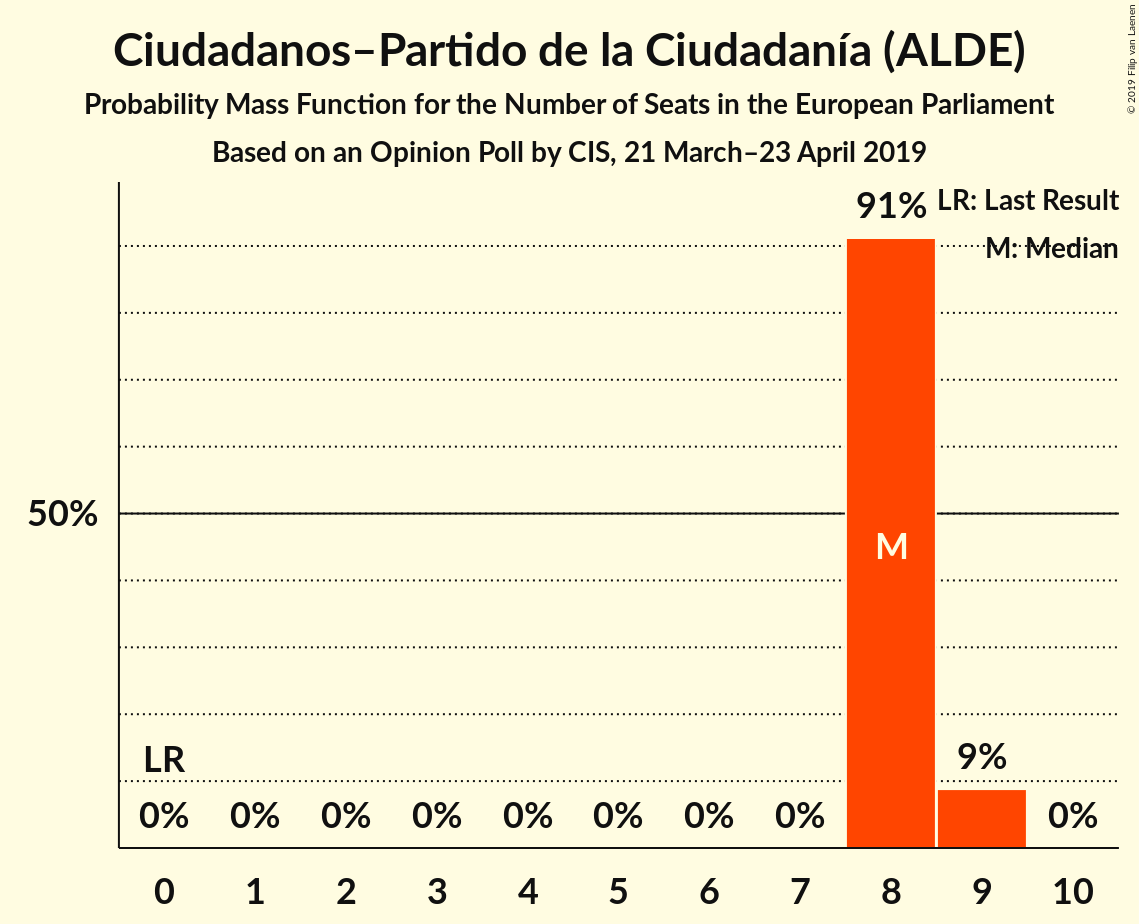 Ciudadanos–Partido de la Ciudadanía (ALDE)
Probability Mass Function for the Number of Seats in the European Parliament
Based on an Opinion Poll by CIS, 21 March–23 April 2019
© 2019 Filip van Laenen
91%
LR: Last Result
M: Median
50%
M
LR
9%
0% 0% 0% 0% 0% 0% 0% 0% 0%
0 1 2 3 4 5 6 7 8 9 10